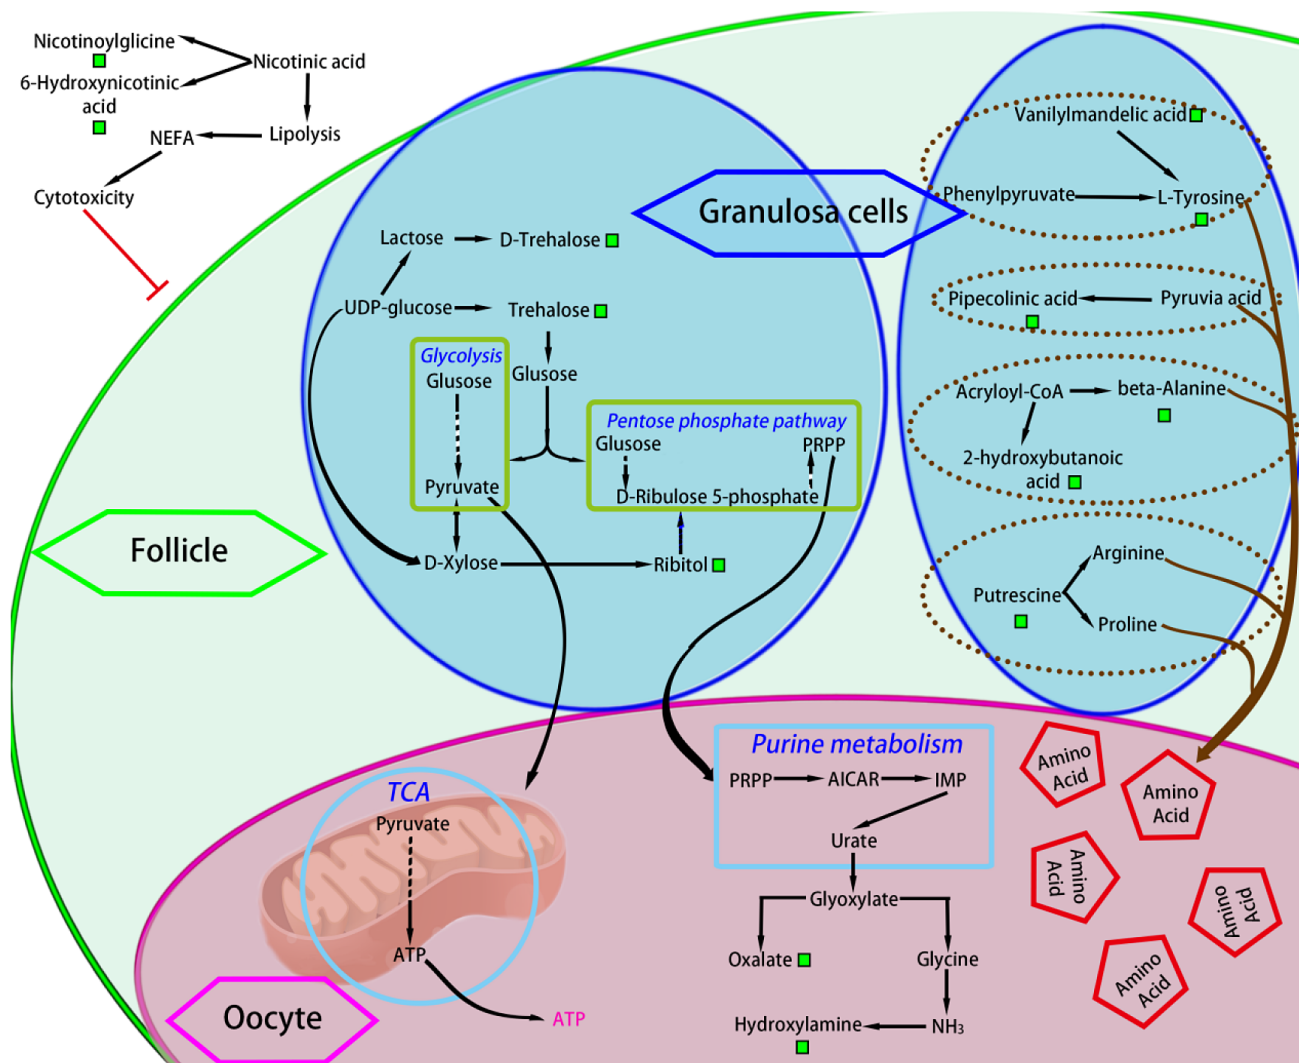 Nicotinoylglicine
Nicotinic acid
6-Hydroxynicotinic
acid
NEFA
Lipolysis
Cytotoxicity
Granulosa cells
Lactose
D-Trehalose
UDP-glucose
Trehalose
Glycolysis
Glusose
Glusose
Pentose phosphate pathway
Glusose
PRPP
Pyruvate
D-Ribulose 5-phosphate
D-Xylose
Ribitol
Follicle
Vanilylmandelic acid
Phenylpyruvate
L-Tyrosine
Pipecolinic acid
Pyruvia acid
Acryloyl-CoA
beta-Alanine
2-hydroxybutanoic
acid
Arginine
Putrescine
Proline
TCA
Pyruvate
ATP
ATP
Oocyte
Purine metabolism
PRPP
AICAR
IMP
Urate
Glyoxylate
Oxalate
Glycine
Hydroxylamine
NH3
Amino
Acid
Amino
Acid
Amino
Acid
Amino
Acid
Amino
Acid